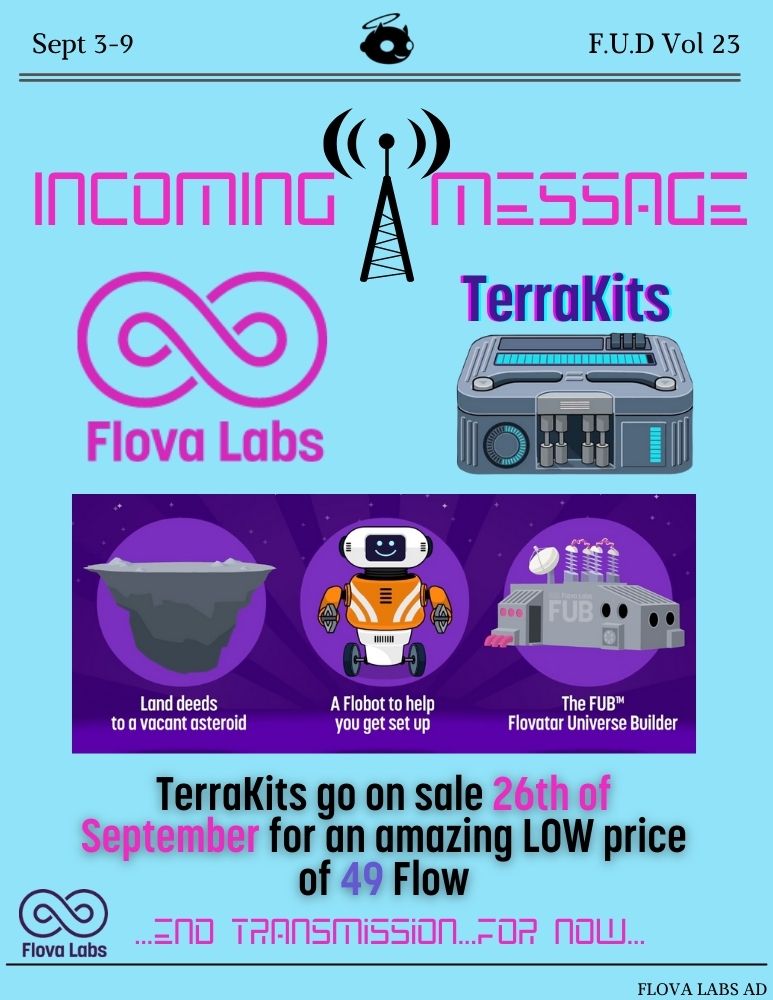 Sept 3-9
F.U.D Vol 23
INCOMING MESSAGE
Flova Labs
TerraKits
Flova Labs
FUB
Land deeds
to a vacant asteroid
A Flobot to help
you get set up
The FUB™
Flovatar Universe Builder
TerraKits go on sale 26th of
September for an amazing LOW price
of 49 Flow
Flova Labs
...END TRANSMISSION...FOR NOW...
FLOVA LABS AD